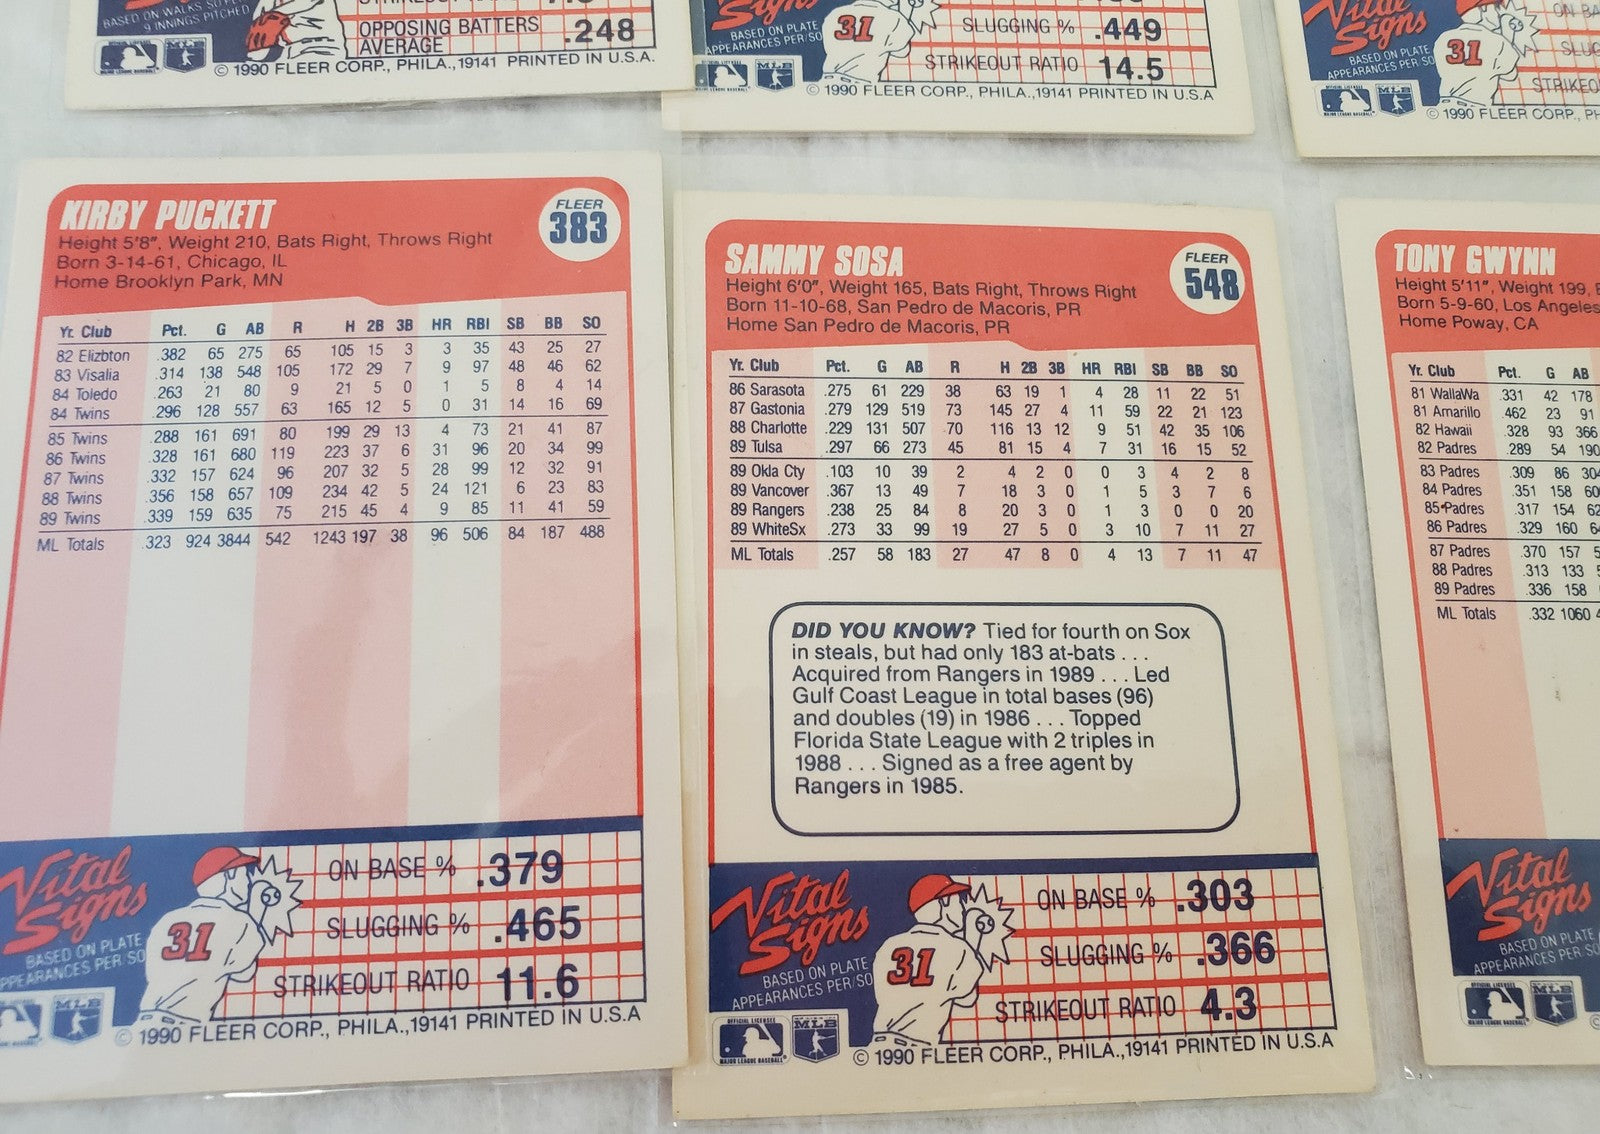 BASED ON WALKS
9 INNINGS PITCHED
OPPOSING BATTERS
AVERAGE .248
© 1990 FLEER CORP., PHILA.,19141 PRINTED IN U.S.A.
Signs
BASED ON PLATE
APPEARANCES PER/SO
31
SLUGGING % .449
STRIKEOUT RATIO 14.5
© 1990 FLEER CORP., PHILA.,19141 PRINTED IN U.S.A
Vital
Signs
BASED ON PLATE
APPEARANCES PER/SO
31
© 1990 FLEER CORP.,
KIRBY PUCKETT
FLEER
383
Height 5'8", Weight 210, Bats Right, Throws Right
Born 3-14-61, Chicago, IL
Home Brooklyn Park, MN
Yr. Club Pct. G AB R H 2B 3B HR RBI SB BB SO
82 Elizbton .382 65 275 65 105 15 3 3 35 43 25 27
83 Visalia .314 138 548 105 172 29 7 9 97 48 46 62
84 Toledo .263 21 80 9 21 5 0 1 5 8 4 14
84 Twins .296 128 557 63 165 12 5 0 31 14 16 69
85 Twins .288 161 691 80 199 29 13 4 73 21 41 87
86 Twins .328 161 680 119 223 37 6 31 96 20 34 99
87 Twins .332 157 624 96 207 32 5 28 99 12 32 91
88 Twins .356 158 657 109 234 42 5 24 121 6 23 83
89 Twins .339 159 635 75 215 45 4 9 85 11 41 59
ML Totals .323 924 3844 542 1243 197 38 96 506 84 187 488
Vital
Signs
BASED ON PLATE
APPEARANCES PER/SO
31
ON BASE % .379
SLUGGING % .465
STRIKEOUT RATIO 11.6
MLB
© 1990 FLEER CORP., PHILA.,19141 PRINTED IN U.S.A
SAMMY SOSA
FLEER
548
Height 6'0", Weight 165, Bats Right, Throws Right
Born 11-10-68, San Pedro de Macoris, PR
Home San Pedro de Macoris, PR
Yr. Club Pct. G AB R H 2B 3B HR RBI SB BB SO
86 Sarasota .275 61 229 38 63 19 1 4 28 11 22 51
87 Gastonia .279 129 519 73 145 27 4 11 59 22 21 123
88 Charlotte .229 131 507 70 116 13 12 9 51 42 35 106
89 Tulsa .297 66 273 45 81 15 4 7 31 16 15 52
89 Okla Cty .103 10 39 2 4 2 0 0 3 4 2 8
89 Vancover .367 13 49 7 18 3 0 1 5 3 7 6
89 Rangers .238 25 84 8 20 3 0 1 3 0 0 20
89 WhiteSx .273 33 99 19 27 5 0 3 10 7 11 27
ML Totals .257 58 183 27 47 8 0 4 13 7 11 47
DID YOU KNOW? Tied for fourth on Sox
in steals, but had only 183 at-bats . . .
Acquired from Rangers in 1989 . . . Led
Gulf Coast League in total bases (96)
and doubles (19) in 1986 . . . Topped
Florida State League with 2 triples in
1988 . . . Signed as a free agent by
Rangers in 1985.
Vital
Signs
BASED ON PLATE
APPEARANCES PER/SO
31
ON BASE % .303
SLUGGING % .366
STRIKEOUT RATIO 4.3
OFFICIAL LICENSEE
MAJOR LEAGUE BASEBALL
MLB
© 1990 FLEER CORP., PHILA.,19141 PRINTED IN U.S.A
TONY GWYNN
Height 5'11", Weight 199,
Born 5-9-60, Los Angeles
Home Poway, CA
Yr. Club Pct. G AB
81 WallaWa .331 42 178
81 Amarillo .462 23 91
82 Hawaii .328 93 366
82 Padres .289 54 190
83 Padres .309 86 304
84 Padres .351 158
85 Padres .317 154
86 Padres .329 160
87 Padres .370 157
88 Padres .313 133
89 Padres .336 158
ML Totals .332 1060
Vital
Signs
BASED ON PLATE
APPEARANCES PER/SO